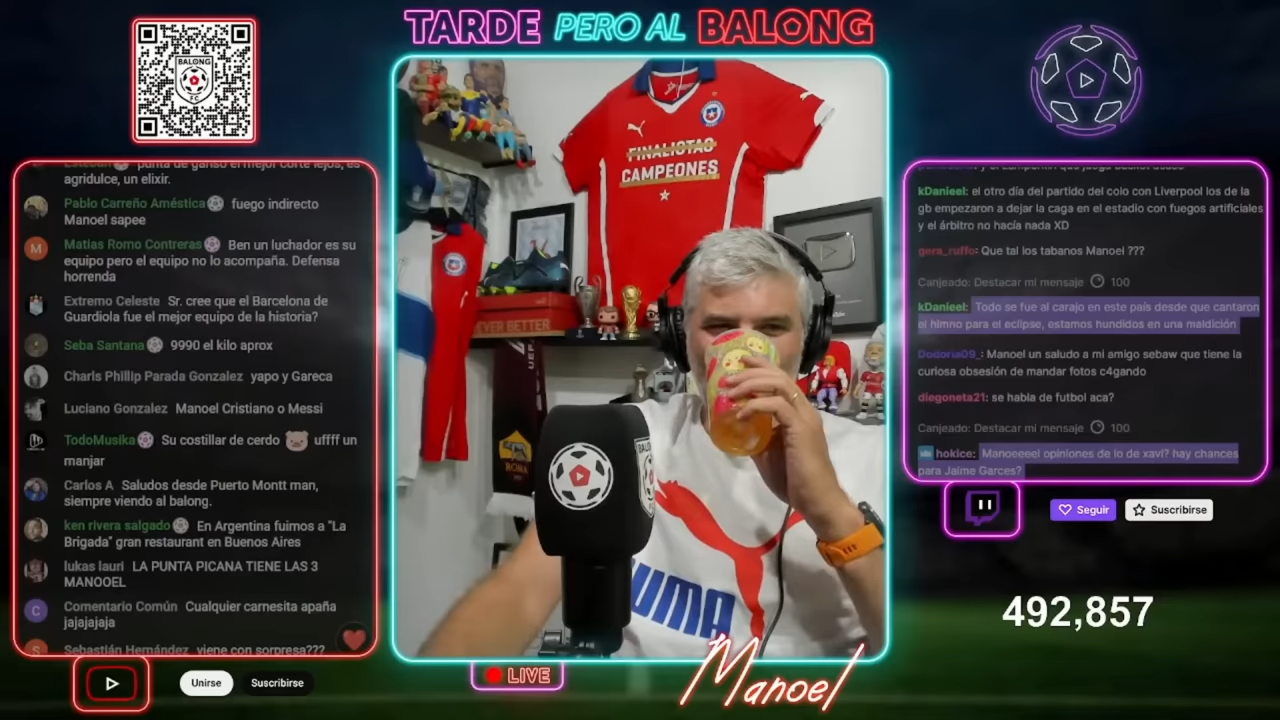 TARDE PERO AL BALONG
BALONG
FC
punta de ganso el mejor corte lejos, es
agridulce, un elixir.
Pablo Carreño Améstica fuego indirecto
Manoel sapee
M
Matias Romo Contreras Ben un luchador es su
equipo pero el equipo no lo acompaña. Defensa
horrenda
Extremo Celeste Sr. cree que el Barcelona de
Guardiola fue el mejor equipo de la historia?
Seba Santana 9990 el kilo aprox
Charls Phillip Parada Gonzalez yapo y Gareca
Luciano Gonzalez Manoel Cristiano o Messi
TodoMusika Su costillar de cerdo 🐷 uffff un
manjar
Carlos A Saludos desde Puerto Montt man,
siempre viendo al balong.
ken rivera salgado En Argentina fuimos a "La
Brigada" gran restaurant en Buenos Aires
lukas lauri LA PUNTA PICANA TIENE LAS 3
MANOOEL
C
Comentario Común Cualquier carnesita apaña
jajajajaja
Sebastián Hernández viene con sorpresa???
Unirse
Suscribirse
FINALISTAS
CAMPEONES
EVER BETTER
ROMA
PUMA
LIVE
Manoel
kDanieel: el otro día del partido del colo con Liverpool los de la
gb empezaron a dejar la caga en el estadio con fuegos artificiales
y el árbitro no hacía nada XD
gera_ruffo: Que tal los tabanos Manoel ???
Canjeado: Destacar mi mensaje 100
kDanieel: Todo se fue al carajo en este país desde que cantaron
el himno para el eclipse, estamos hundidos en una maldición
Dodoria09_: Manoel un saludo a mi amigo sebaw que tiene la
curiosa obsesión de mandar fotos c4gando
diegoneta21: se habla de futbol aca?
Canjeado: Destacar mi mensaje 100
hokice: Manoeeeel opiniones de lo de xavi? hay chances
para Jaime Garces?
Seguir
Suscribirse
492,857